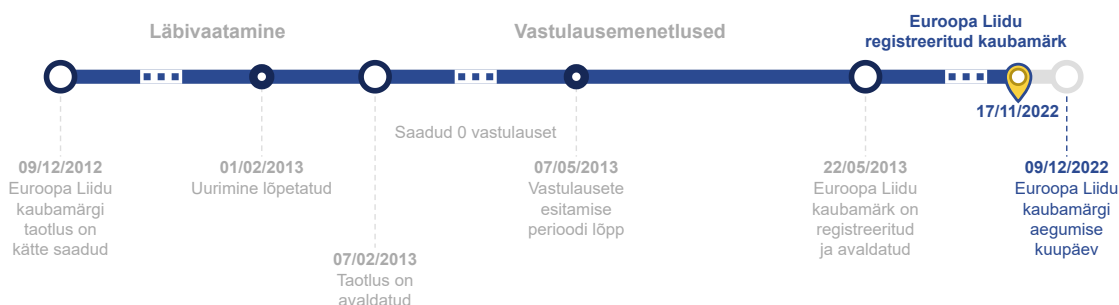 Läbivaatamine
Vastulausemenetlused
Euroopa Liidu
registreeritud kaubamärk
17/11/2022
Saadud 0 vastulauset
09/12/2012
Euroopa Liidu
kaubamärgi
taotlus on
kätte saadud
01/02/2013
Uurimine lõpetatud
07/02/2013
Taotlus on
avaldatud
07/05/2013
Vastulausete
esitamise
perioodi lõpp
22/05/2013
Euroopa Liidu
kaubamärk on
registreeritud
ja avaldatud
09/12/2022
Euroopa Liidu
kaubamärgi
aegumise
kuupäev